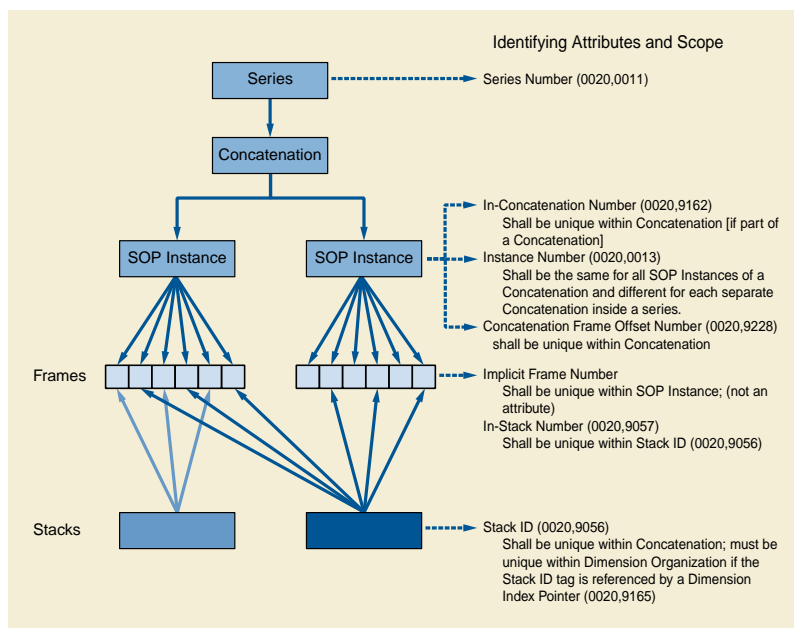 Identifying Attributes and Scope
Series
Series Number (0020,0011)
Concatenation
In-Concatenation Number (0020,9162)
Shall be unique within Concatenation [if part
of a Concatenation]
SOP Instance
SOP Instance
Instance Number (0020,0013)
Shall be the same for all SOP Instances of a
Concatenation and different for each separate
Concatenation inside a series.
Concatenation Frame Offset Number (0020,9228)
shall be unique within Concatenation
Frames
Implicit Frame Number
Shall be unique within SOP Instance; (not an
attribute)
In-Stack Number (0020,9057)
Shall be unique within Stack ID (0020,9056)
Stacks
Stack ID (0020,9056)
Shall be unique within Concatenation; must be
unique within Dimension Organization if the
Stack ID tag is referenced by a Dimension
Index Pointer (0020,9165)